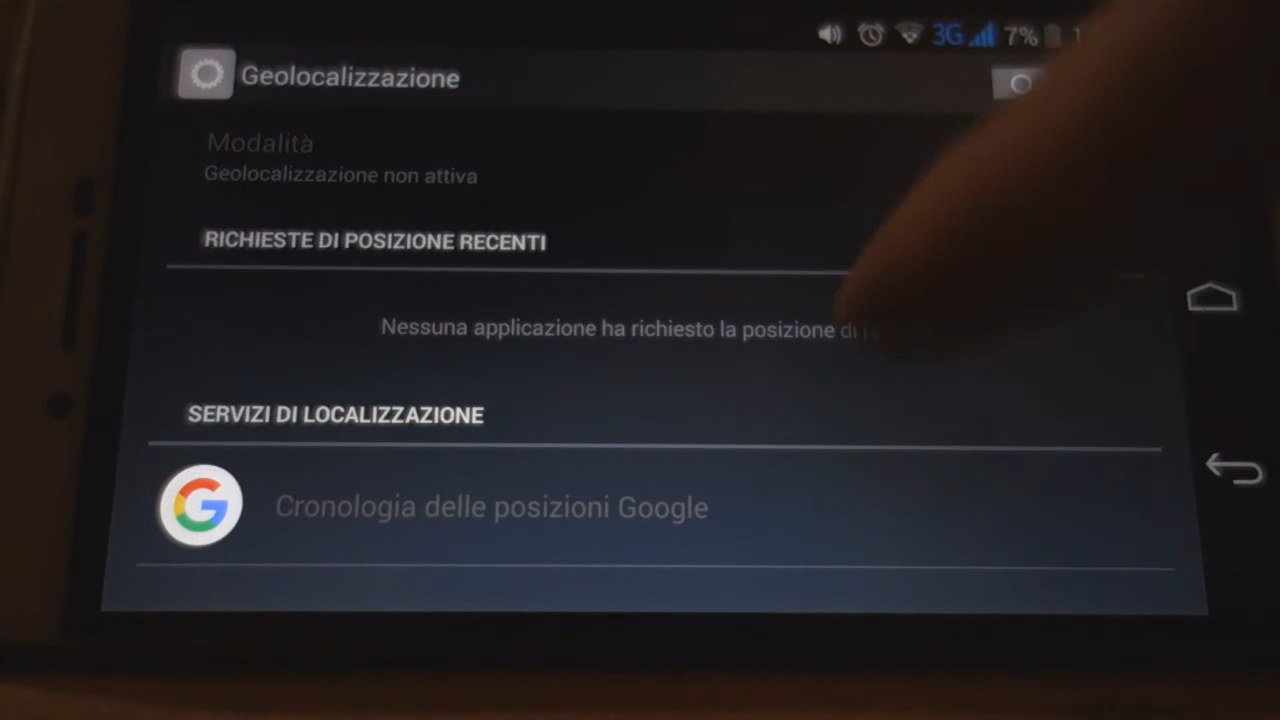 3G 7%
Geolocalizzazione
Modalità
Geolocalizzazione non attiva
RICHIESTE DI POSIZIONE RECENTI
Nessuna applicazione ha richiesto la posizione di
SERVIZI DI LOCALIZZAZIONE
Cronologia delle posizioni Google